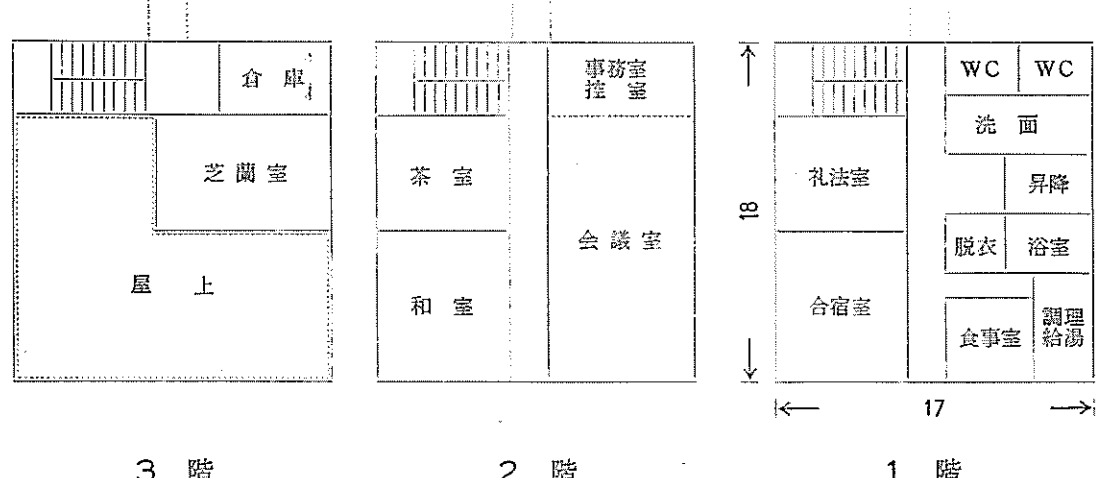 倉庫
芝蘭室
屋上
3階
事務室
控室
茶室
会議室
和室
2階
WC
WC
洗面
礼法室
昇降
脱衣
浴室
合宿室
食事室
調理
給湯
18
17
1階